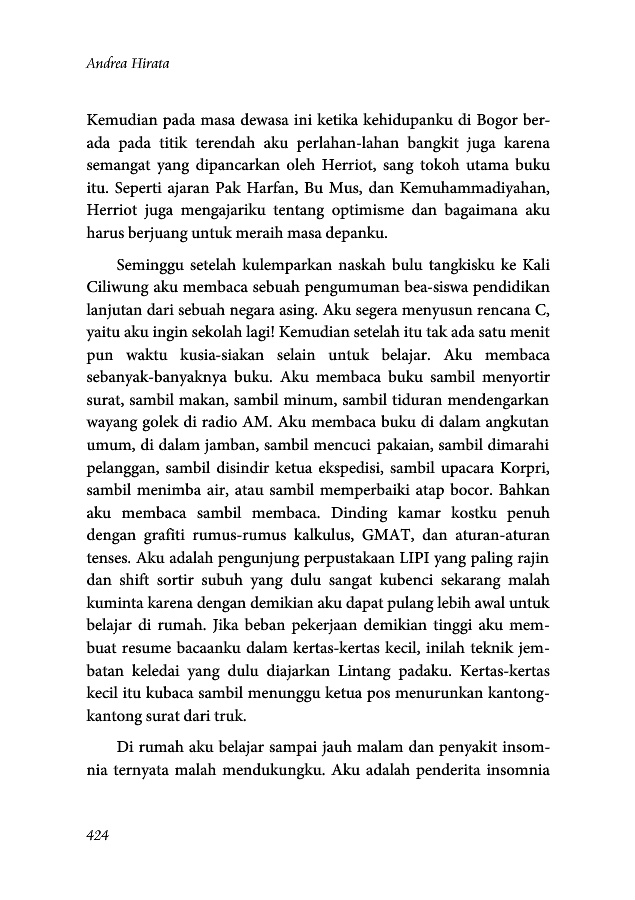 Andrea Hirata
Kemudian pada masa dewasa ini ketika kehidupanku di Bogor ber-
ada pada titik terendah aku perlahan-lahan bangkit juga karena
semangat yang dipancarkan oleh Herriot, sang tokoh utama buku
itu. Seperti ajaran Pak Harfan, Bu Mus, dan Kemuhammadiyahan,
Herriot juga mengajariku tentang optimisme dan bagaimana aku
harus berjuang untuk meraih masa depanku.
Seminggu setelah kulemparkan naskah bulu tangkisku ke Kali
Ciliwung aku membaca sebuah pengumuman bea-siswa pendidikan
lanjutan dari sebuah negara asing. Aku segera menyusun rencana C,
yaitu aku ingin sekolah lagi! Kemudian setelah itu tak ada satu menit
pun waktu kusia-siakan selain untuk belajar. Aku membaca
sebanyak-banyaknya buku. Aku membaca buku sambil menyortir
surat, sambil makan, sambil minum, sambil tiduran mendengarkan
wayang golek di radio AM. Aku membaca buku di dalam angkutan
umum, di dalam jamban, sambil mencuci pakaian, sambil dimarahi
pelanggan, sambil disindir ketua ekspedisi, sambil upacara Korpri,
sambil menimba air, atau sambil memperbaiki atap bocor. Bahkan
aku membaca sambil membaca. Dinding kamar kostku penuh
dengan grafiti rumus-rumus kalkulus, GMAT, dan aturan-aturan
tenses. Aku adalah pengunjung perpustakaan LIPI yang paling rajin
dan shift sortir subuh yang dulu sangat kubenci sekarang malah
kuminta karena dengan demikian aku dapat pulang lebih awal untuk
belajar di rumah. Jika beban pekerjaan demikian tinggi aku mem-
buat resume bacaanku dalam kertas-kertas kecil, inilah teknik jem-
batan keledai yang dulu diajarkan Lintang padaku. Kertas-kertas
kecil itu kubaca sambil menunggu ketua pos menurunkan kantong-
kantong surat dari truk.
Di rumah aku belajar sampai jauh malam dan penyakit insom-
nia ternyata malah mendukungku. Aku adalah penderita insomnia
424